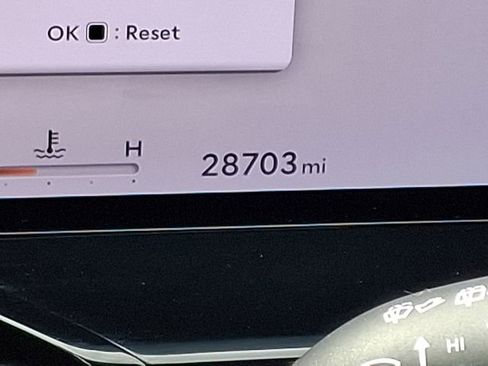 OK : Reset
H
28703 mi
HI